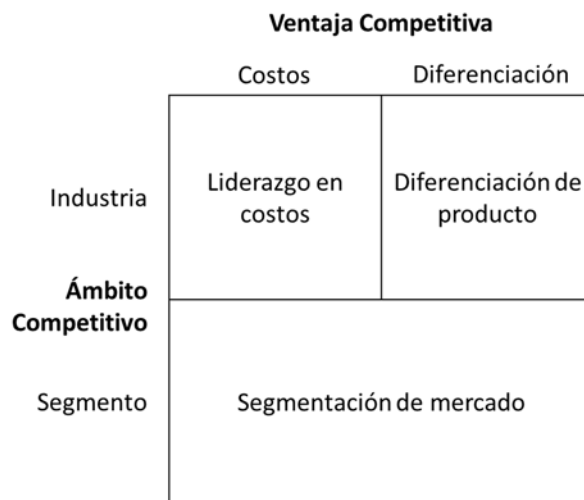 Ventaja Competitiva
Costos
Diferenciación
Industria
Liderazgo en
costos
Diferenciación de
producto
Ámbito
Competitivo
Segmento
Segmentación de mercado